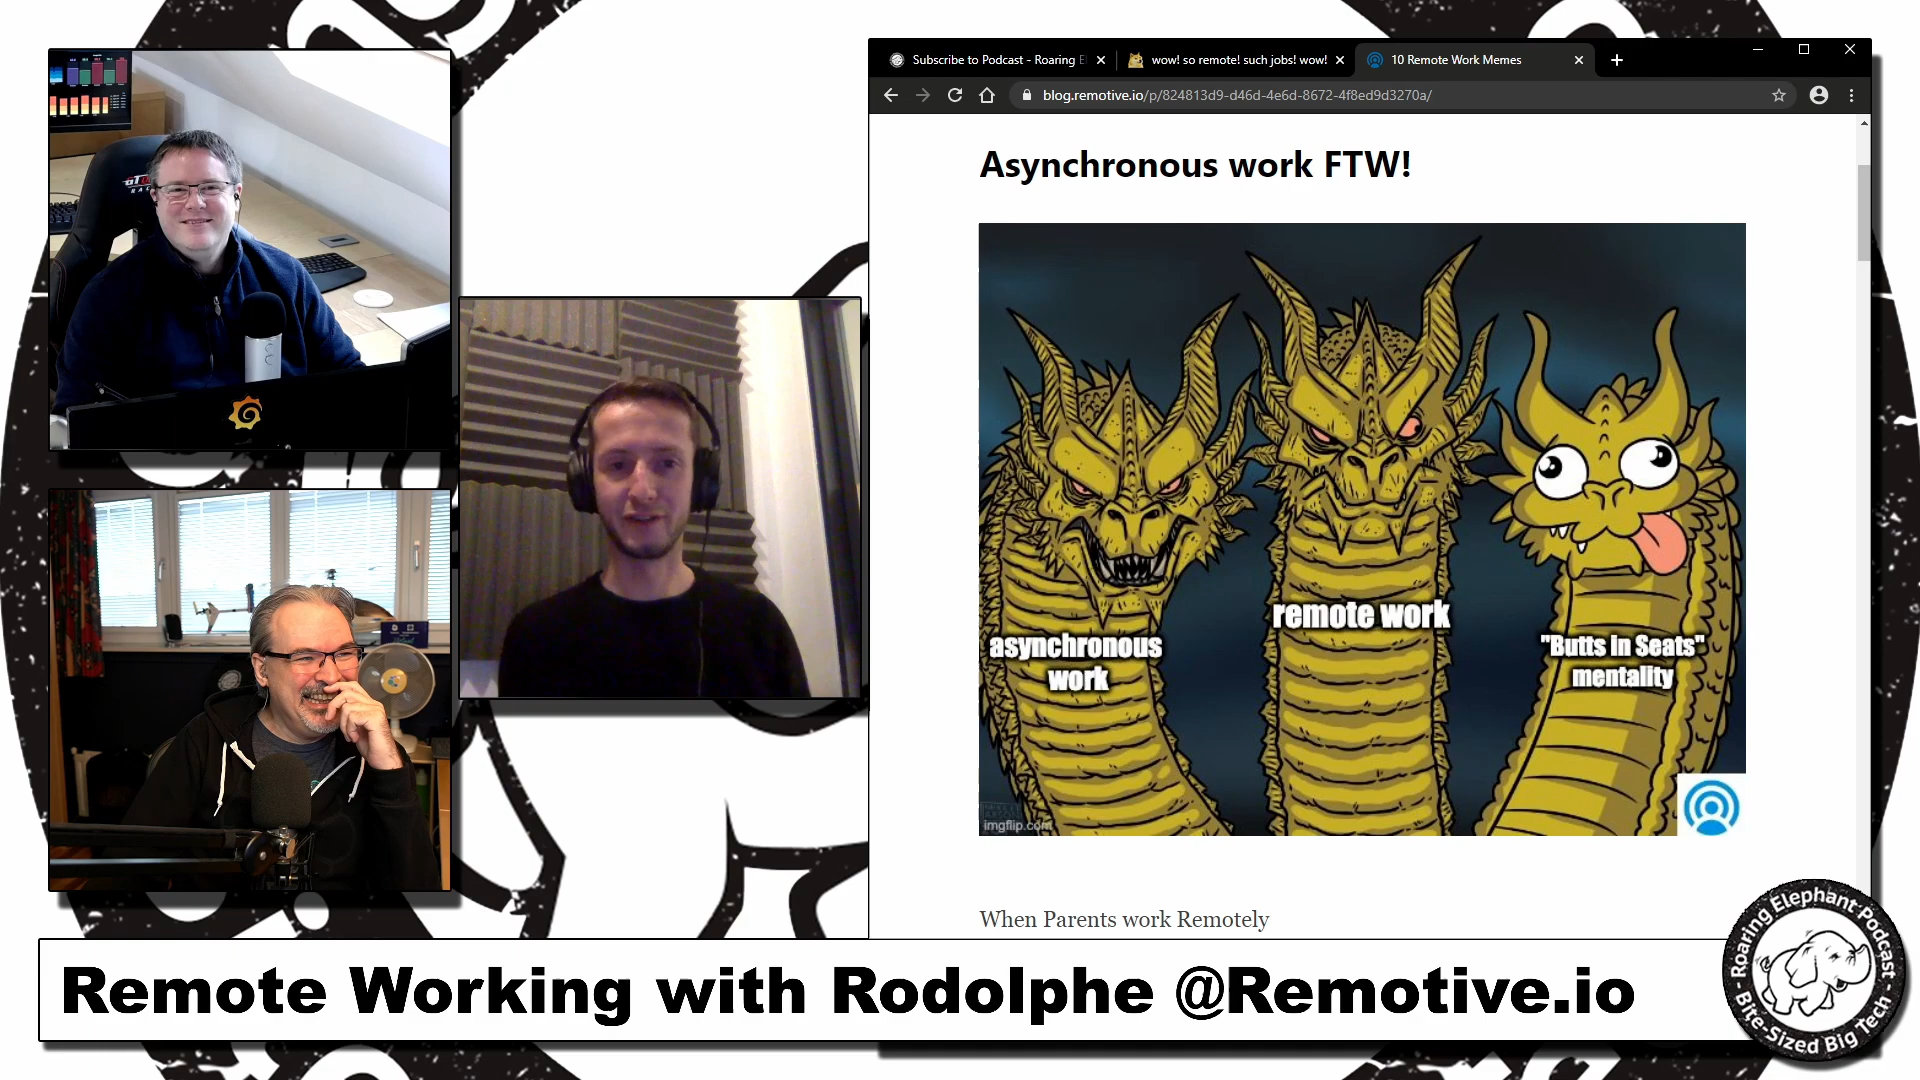 Subscribe to Podcast - Roaring E
wow! so remote! such jobs! wow!
10 Remote Work Memes
blog.remotive.io/p/824813d9-d46d-4e6d-8672-4f8ed9d3270a/
Asynchronous work FTW!
asynchronous
work
remote work
"Butts in Seats"
mentality
imgflip.com
When Parents work Remotely
Remote Working with Rodolphe @Remotive.io
- Roaring Elephant Podcast -
Bite-Sized Big Tech